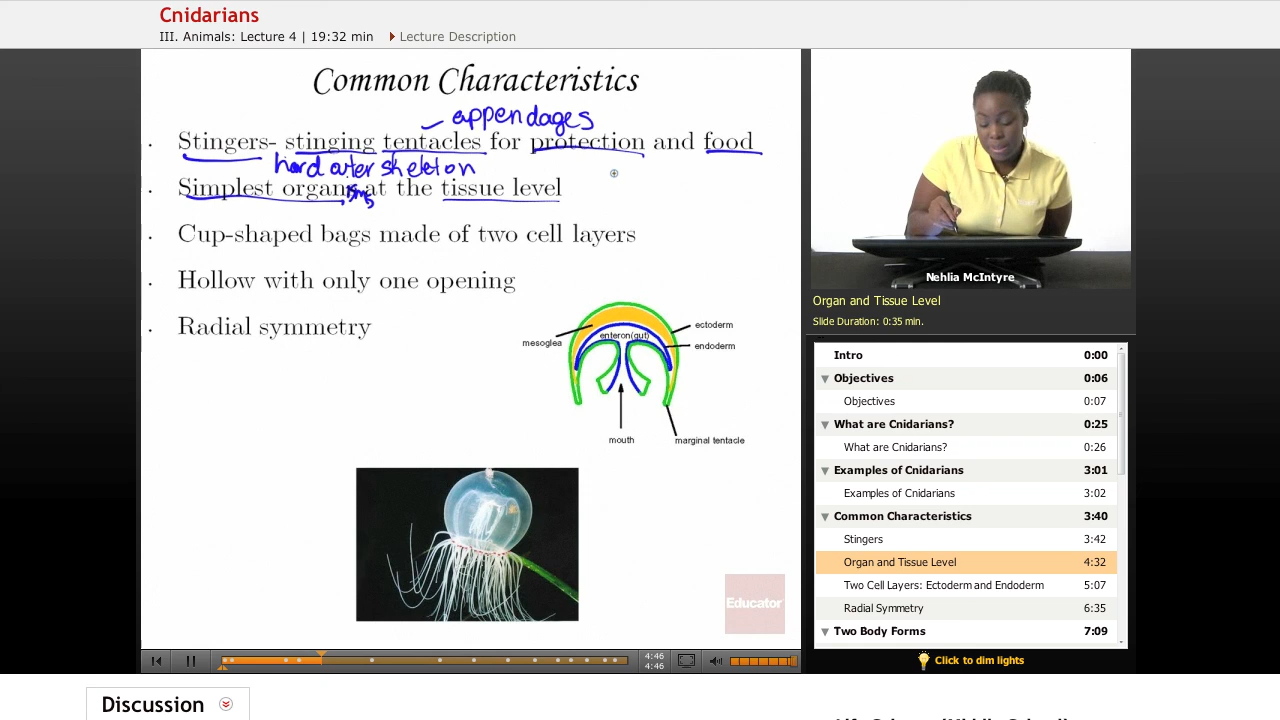 Cnidarians
III. Animals: Lecture 4 | 19:32 min Lecture Description
Common Characteristics
appendages
Stingers- stinging tentacles for protection and food
hard outer skeleton
Simplest organisms at the tissue level
Cup-shaped bags made of two cell layers
Hollow with only one opening
Radial symmetry
ectoderm
enteron(gut)
mesoglea
endoderm
mouth
marginal tentacle
Educator
4:46
4:46
Nehlia McIntyre
Organ and Tissue Level
Slide Duration: 0:35 min.
Intro 0:00
Objectives 0:06
Objectives 0:07
What are Cnidarians? 0:25
What are Cnidarians? 0:26
Examples of Cnidarians 3:01
Examples of Cnidarians 3:02
Common Characteristics 3:40
Stingers 3:42
Organ and Tissue Level 4:32
Two Cell Layers: Ectoderm and Endoderm 5:07
Radial Symmetry 6:35
Two Body Forms 7:09
Click to dim lights
Discussion